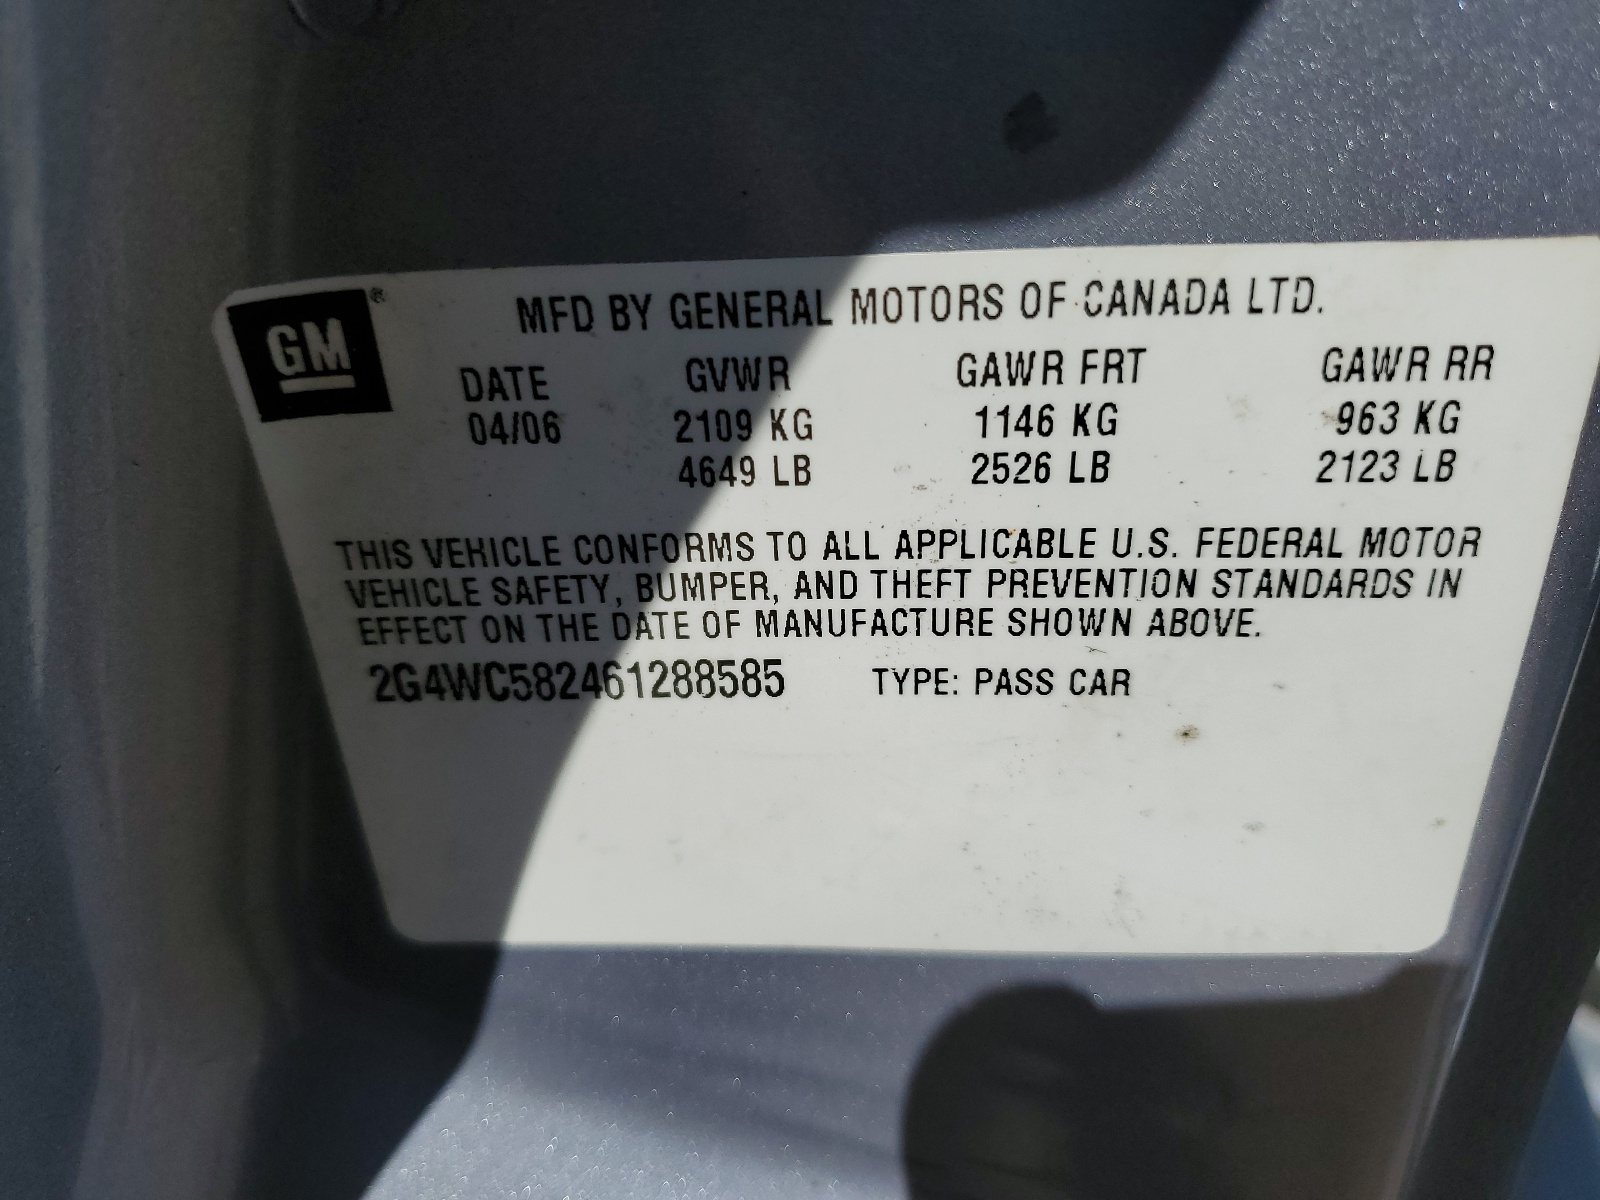 GM®
MFD BY GENERAL MOTORS OF CANADA LTD.
DATE GVWR GAWR FRT GAWR RR
04/06 2109 KG 1146 KG 963 KG
4649 LB 2526 LB 2123 LB
THIS VEHICLE CONFORMS TO ALL APPLICABLE U.S. FEDERAL MOTOR
VEHICLE SAFETY, BUMPER, AND THEFT PREVENTION STANDARDS IN
EFFECT ON THE DATE OF MANUFACTURE SHOWN ABOVE.
2G4WC582461288585 TYPE: PASS CAR